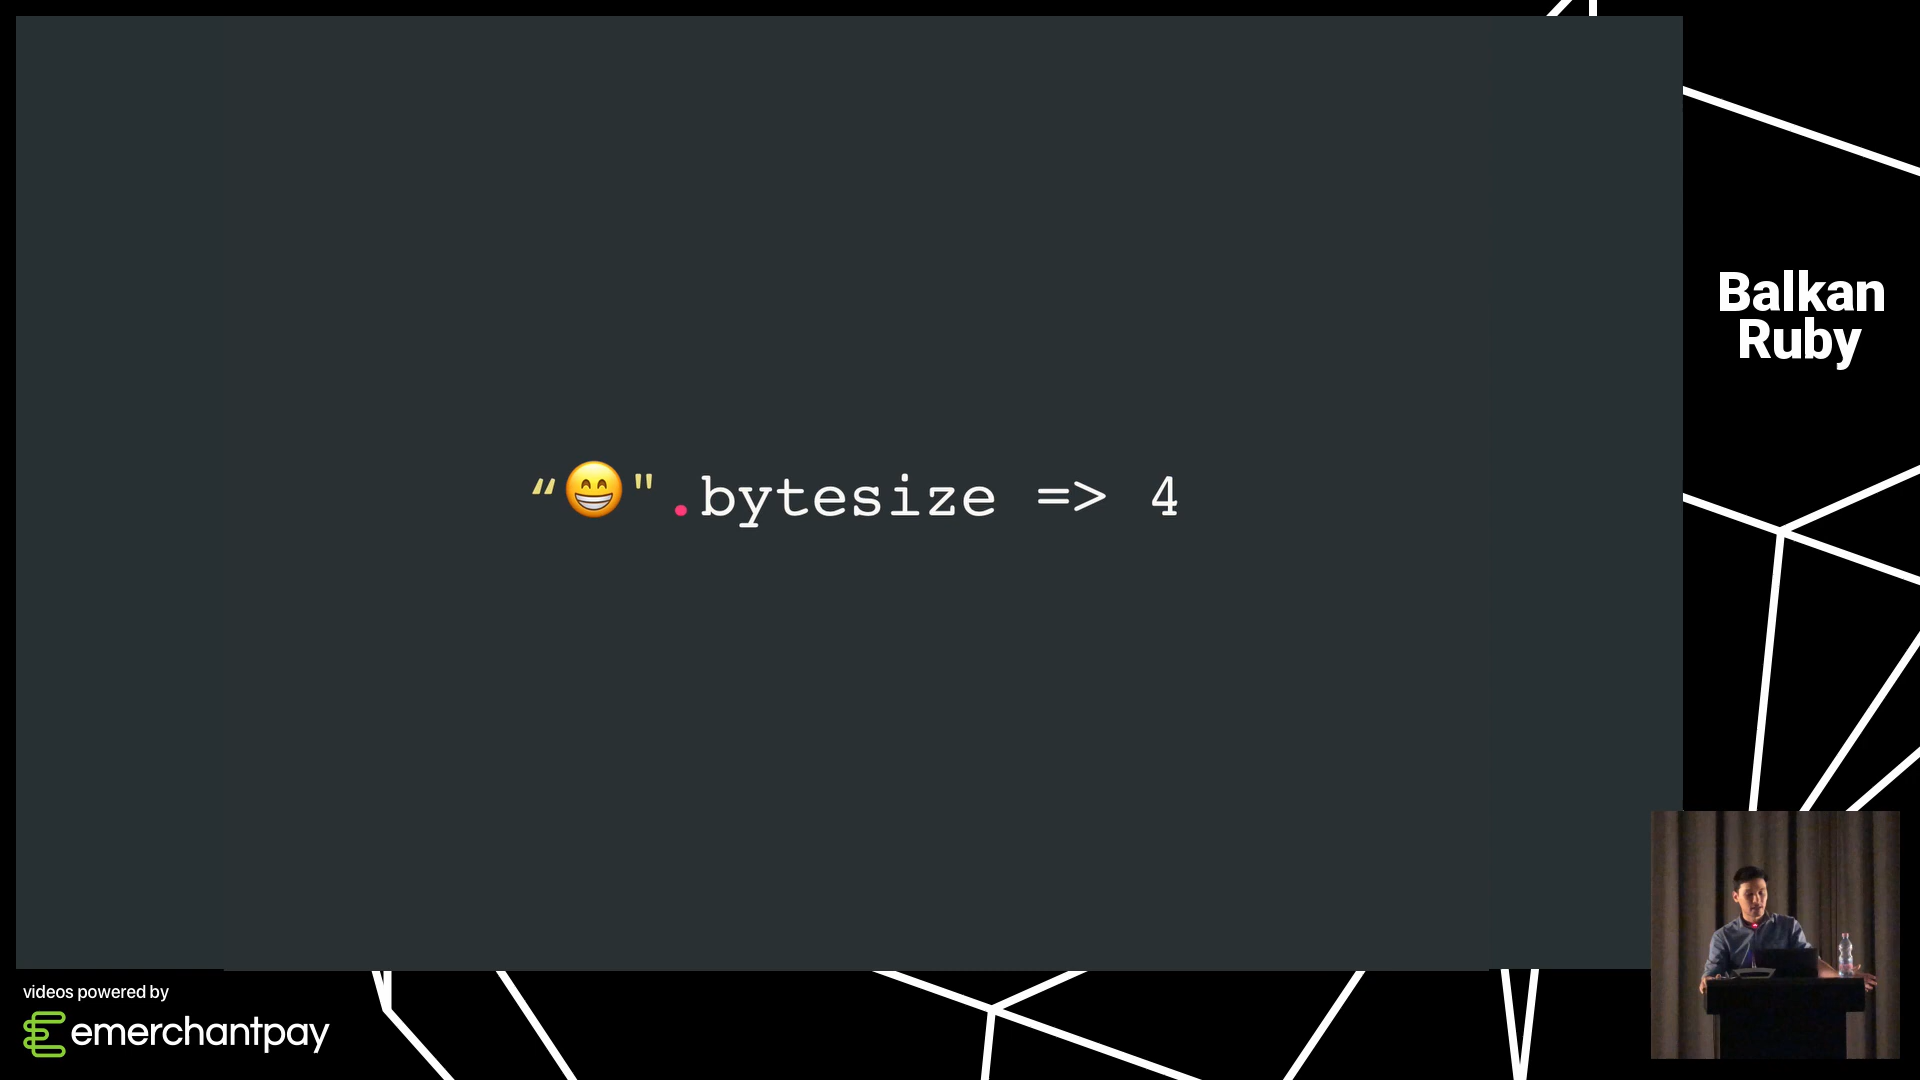 “😁".bytesize => 4
Balkan
Ruby
videos powered by
emerchantpay